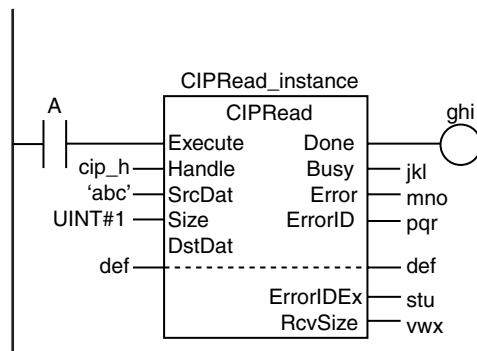 CIPRead_instance
A
CIPRead
ghi
Execute Done
cip_h Handle Busy jkl
‘abc’ SrcDat Error mno
UINT#1 Size ErrorID pqr
DstDat
def def
ErrorIDEx stu
RcvSize vwx